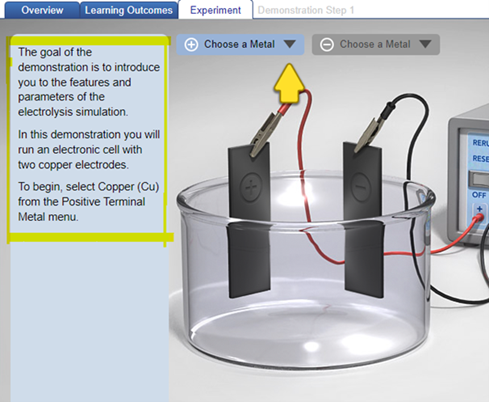 Overview Learning Outcomes Experiment Demonstration Step 1
Choose a Metal Choose a Metal
The goal of the
demonstration is to introduce
you to the features and
parameters of the
electrolysis simulation.
In this demonstration you will
run an electronic cell with
two copper electrodes.
To begin, select Copper (Cu)
from the Positive Terminal
Metal menu.
RERU
RESE
OFF